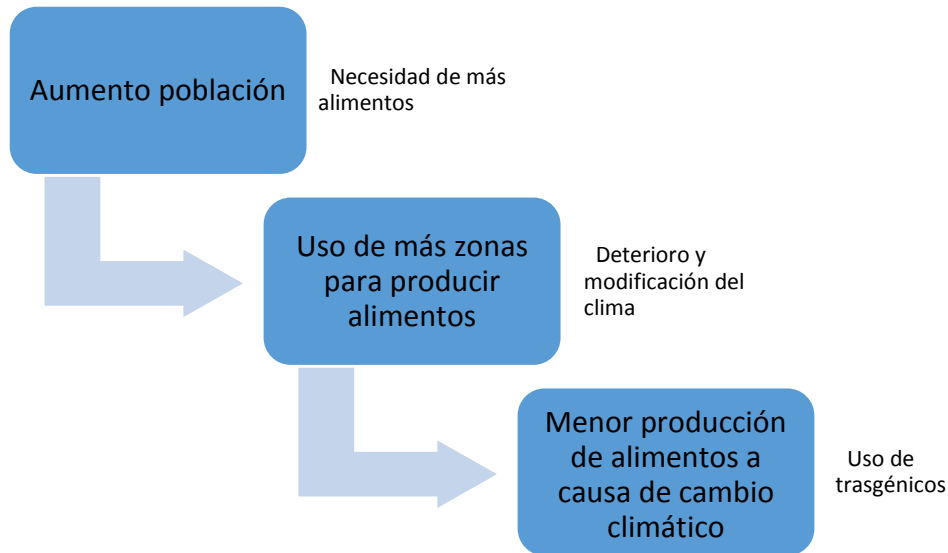 Aumento población
Necesidad de más
alimentos
Uso de más zonas
para producir
alimentos
Deterioro y
modificación del
clima
Menor producción
de alimentos a
causa de cambio
climático
Uso de
trasgénicos